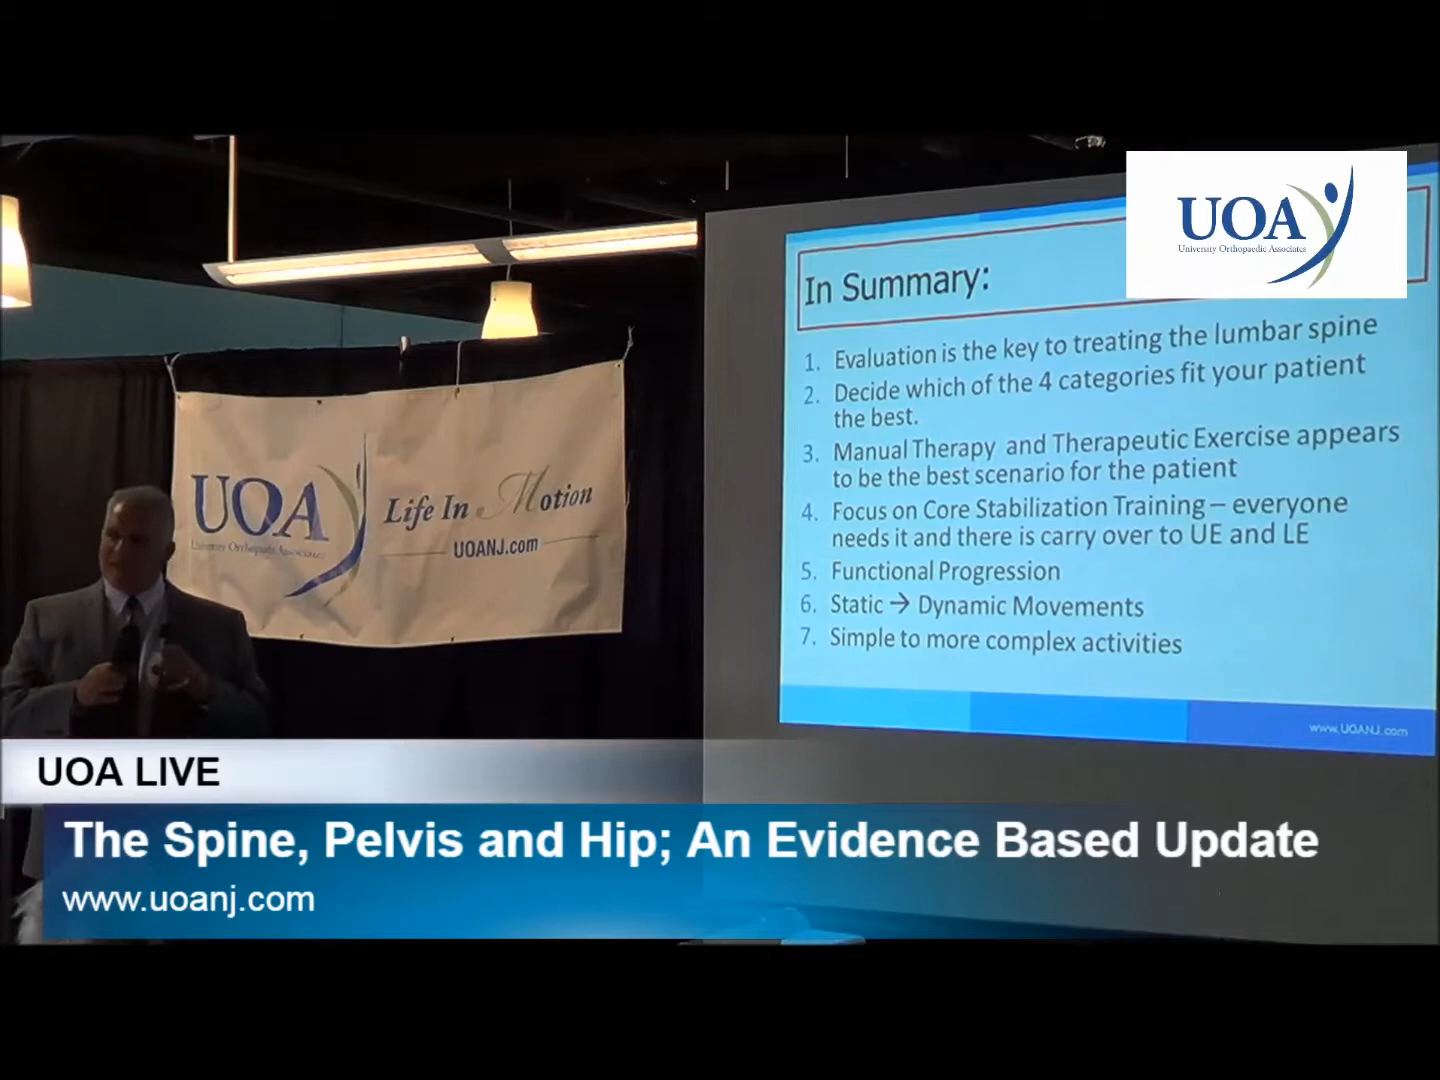 UOA
University Orthopaedic Associates
In Summary:
1. Evaluation is the key to treating the lumbar spine
2. Decide which of the 4 categories fit your patient
the best.
3. Manual Therapy and Therapeutic Exercise appears
to be the best scenario for the patient
4. Focus on Core Stabilization Training – everyone
needs it and there is carry over to UE and LE
5. Functional Progression
6. Static → Dynamic Movements
7. Simple to more complex activities
www.UOANJ.com
UOA
University Orthopaedic Associates
Life In Motion
UOANJ.com
UOA LIVE
The Spine, Pelvis and Hip; An Evidence Based Update
www.uoanj.com